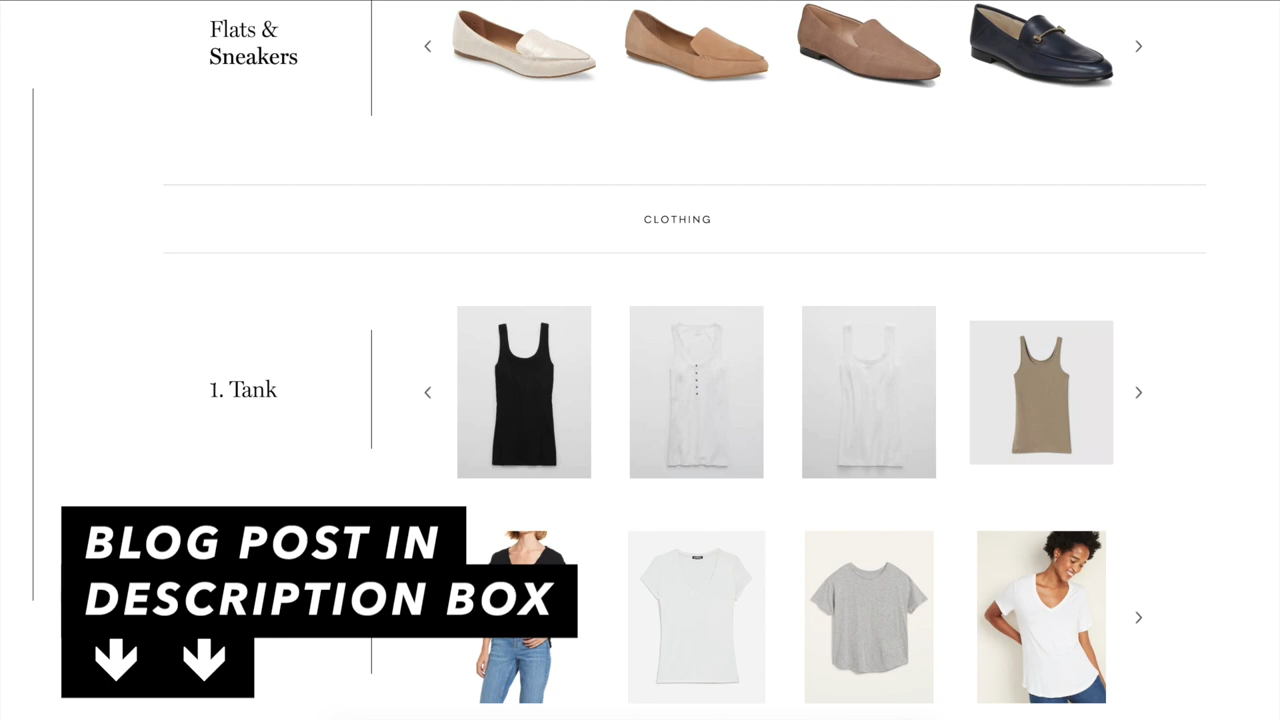 Flats &
Sneakers
CLOTHING
1. Tank
BLOG POST IN
DESCRIPTION BOX